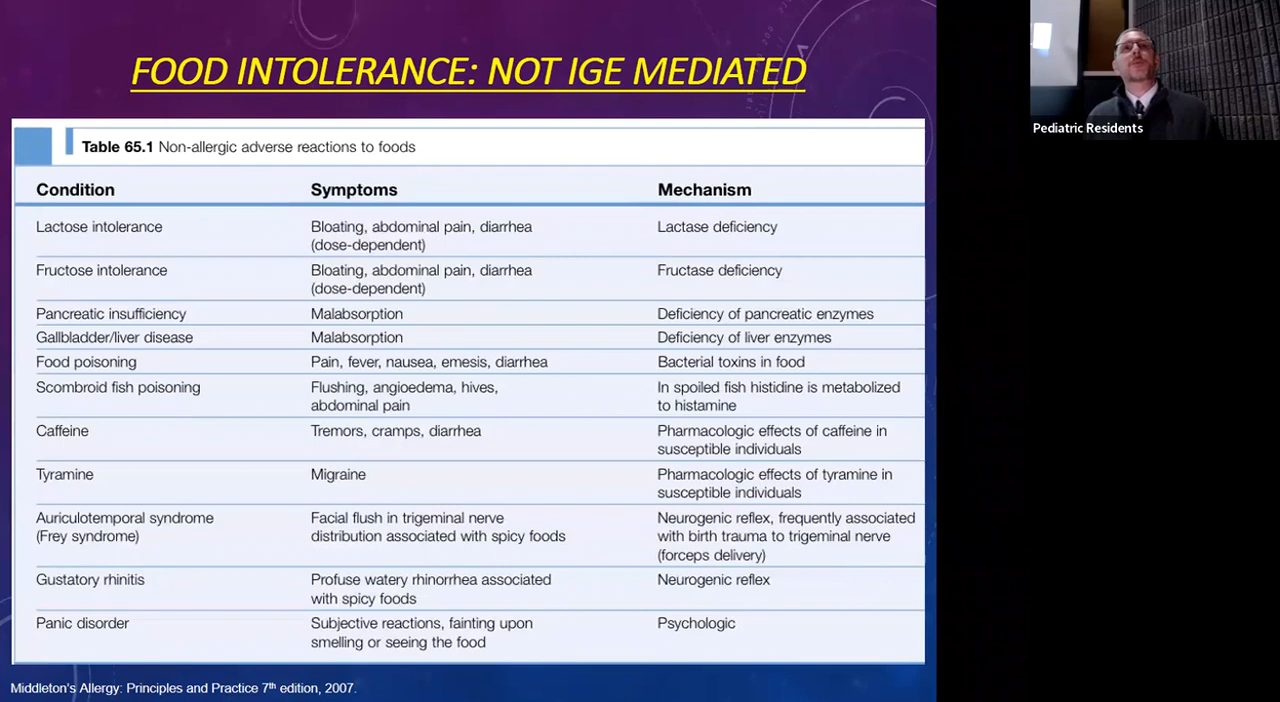 FOOD INTOLERANCE: NOT IGE MEDIATED
Pediatric Residents
Table 65.1 Non-allergic adverse reactions to foods
Condition Symptoms Mechanism
Lactose intolerance Bloating, abdominal pain, diarrhea Lactase deficiency
(dose-dependent)
Fructose intolerance Bloating, abdominal pain, diarrhea Fructase deficiency
(dose-dependent)
Pancreatic insufficiency Malabsorption Deficiency of pancreatic enzymes
Gallbladder/liver disease Malabsorption Deficiency of liver enzymes
Food poisoning Pain, fever, nausea, emesis, diarrhea Bacterial toxins in food
Scombroid fish poisoning Flushing, angioedema, hives, In spoiled fish histidine is metabolized
abdominal pain to histamine
Caffeine Tremors, cramps, diarrhea Pharmacologic effects of caffeine in
susceptible individuals
Tyramine Migraine Pharmacologic effects of tyramine in
susceptible individuals
Auriculotemporal syndrome Facial flush in trigeminal nerve Neurogenic reflex, frequently associated
(Frey syndrome) distribution associated with spicy foods with birth trauma to trigeminal nerve
(forceps delivery)
Gustatory rhinitis Profuse watery rhinorrhea associated Neurogenic reflex
with spicy foods
Panic disorder Subjective reactions, fainting upon Psychologic
smelling or seeing the food
Middleton's Allergy: Principles and Practice 7th edition, 2007.